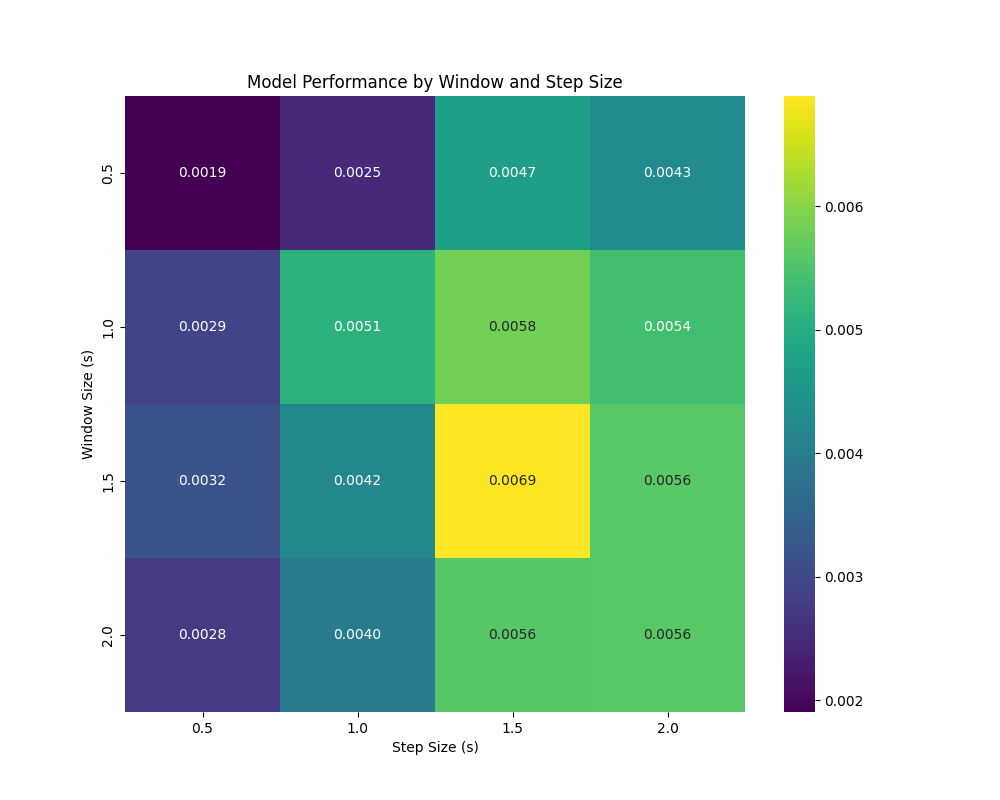 Model Performance by Window and Step Size
Window Size (s)
0.5 0.0019 0.0025 0.0047 0.0043
1.0 0.0029 0.0051 0.0058 0.0054
1.5 0.0032 0.0042 0.0069 0.0056
2.0 0.0028 0.0040 0.0056 0.0056
0.5 1.0 1.5 2.0
Step Size (s)
0.006
0.005
0.004
0.003
0.002